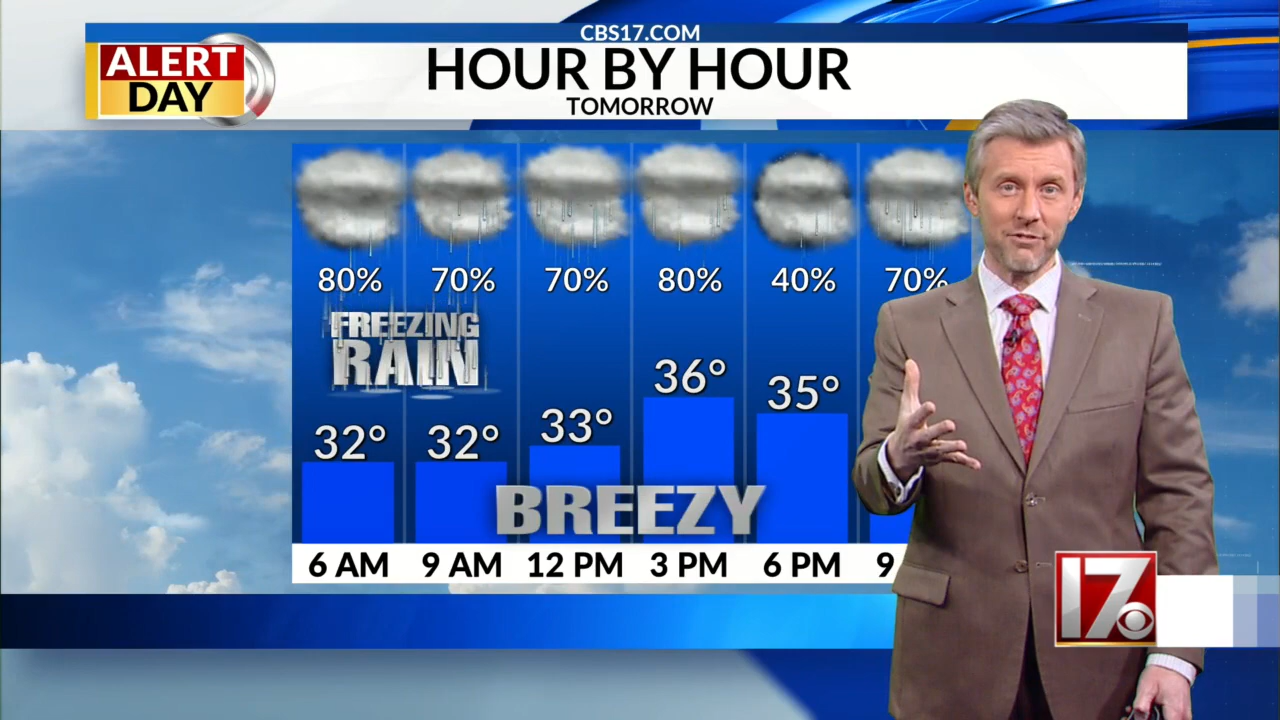 CBS17.COM
ALERT
DAY
HOUR BY HOUR
TOMORROW
80% 70% 70% 80% 40% 70%
FREEZING
RAIN
32° 32° 33° 36° 35°
BREEZY
6 AM 9 AM 12 PM 3 PM 6 PM 9
17